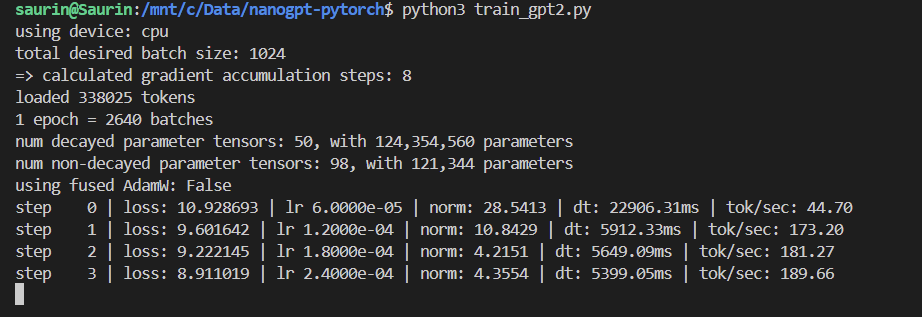 saurin@Saurin:/mnt/c/Data/nanogpt-pytorch$ python3 train_gpt2.py
using device: cpu
total desired batch size: 1024
=> calculated gradient accumulation steps: 8
loaded 338025 tokens
1 epoch = 2640 batches
num decayed parameter tensors: 50, with 124,354,560 parameters
num non-decayed parameter tensors: 98, with 121,344 parameters
using fused AdamW: False
step    0 | loss: 10.928693 | lr 6.0000e-05 | norm: 28.5413 | dt: 22906.31ms | tok/sec: 44.70
step    1 | loss: 9.601642 | lr 1.2000e-04 | norm: 10.8429 | dt: 5912.33ms | tok/sec: 173.20
step    2 | loss: 9.222145 | lr 1.8000e-04 | norm: 4.2151 | dt: 5649.09ms | tok/sec: 181.27
step    3 | loss: 8.911019 | lr 2.4000e-04 | norm: 4.3554 | dt: 5399.05ms | tok/sec: 189.66